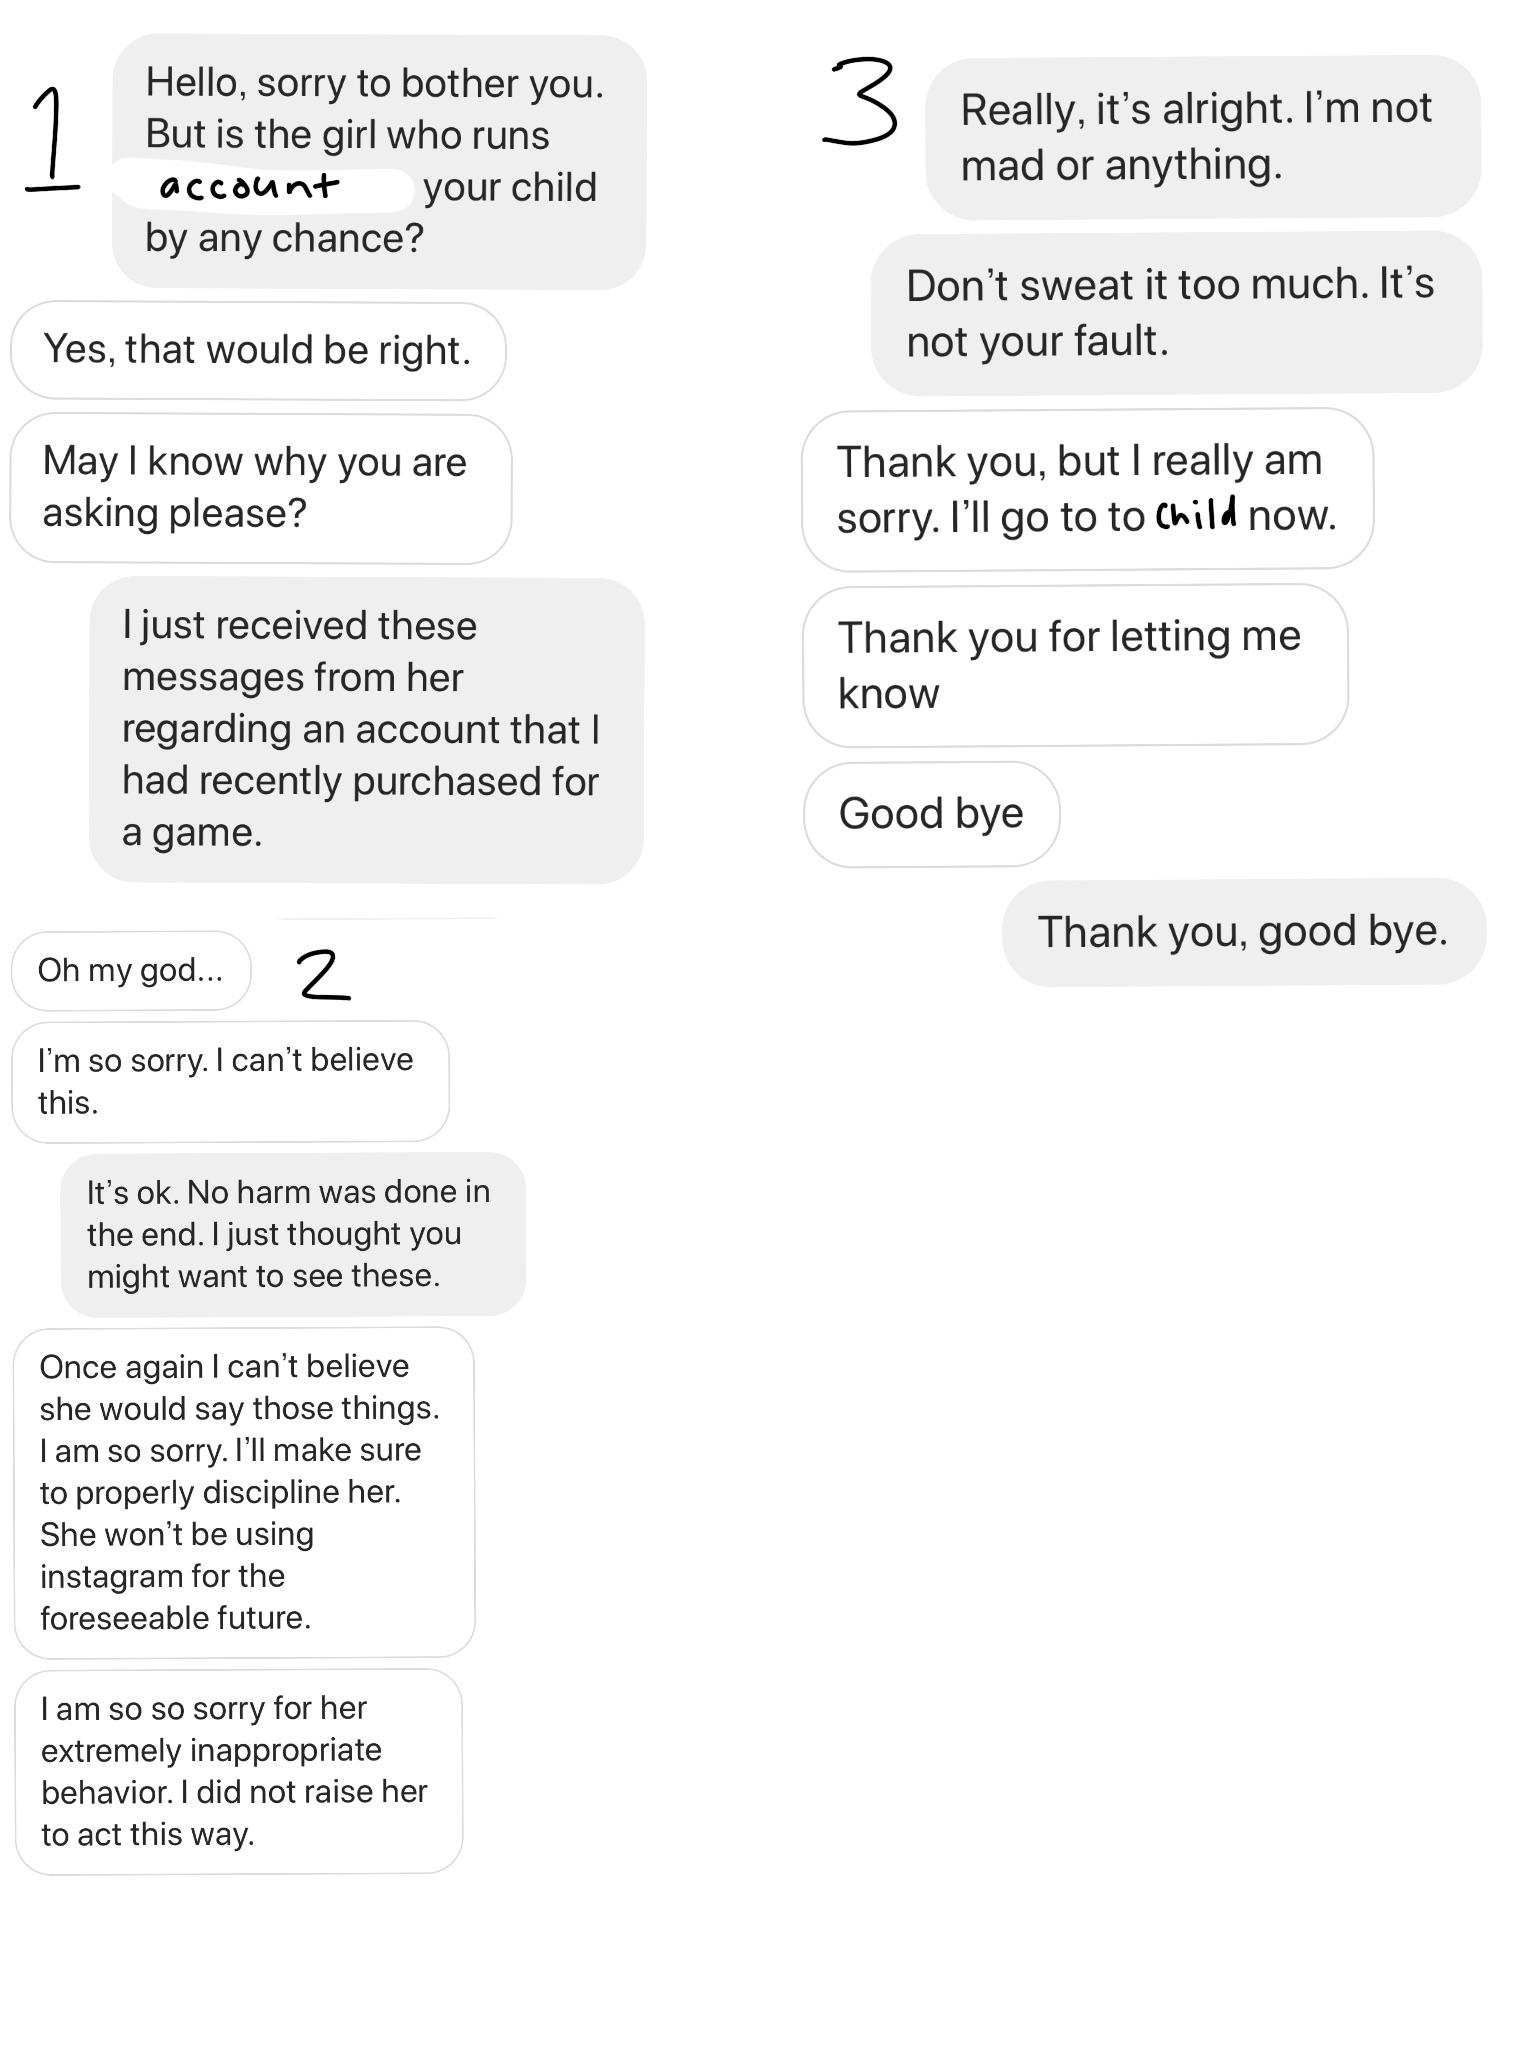 1
Hello, sorry to bother you.
But is the girl who runs
account your child
by any chance?
Yes, that would be right.
May I know why you are
asking please?
I just received these
messages from her
regarding an account that I
had recently purchased for
a game.
2
Oh my god...
I'm so sorry. I can't believe
this.
It's ok. No harm was done in
the end. I just thought you
might want to see these.
Once again I can't believe
she would say those things.
I am so sorry. I'll make sure
to properly discipline her.
She won't be using
instagram for the
foreseeable future.
I am so so sorry for her
extremely inappropriate
behavior. I did not raise her
to act this way.
3
Really, it's alright. I'm not
mad or anything.
Don't sweat it too much. It's
not your fault.
Thank you, but I really am
sorry. I'll go to to child now.
Thank you for letting me
know
Good bye
Thank you, good bye.